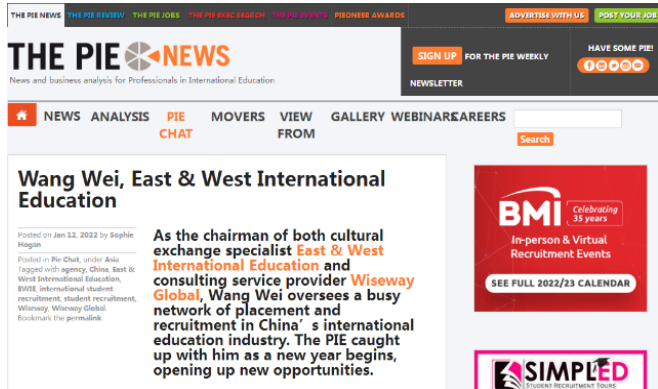 THE PIE NEWS THE PIE REVIEW THE PIE JOBS THE PIE EXEC SEARCH THE PIE EVENTS PIEONEER AWARDS
ADVERTISE WITH US POST YOUR JOB
THE PIE NEWS
News and business analysis for Professionals in International Education
SIGN UP FOR THE PIE WEEKLY
NEWSLETTER
HAVE SOME PIE!
NEWS ANALYSIS PIE CHAT MOVERS VIEW FROM GALLERY WEBINARS CAREERS
Search
Wang Wei, East & West International
Education
Posted on Jan 12, 2022 by Sophie
Hogan
Posted in Pie Chat, under Asia
Tagged with agency, China, East &
West International Education,
EWIE, international student
recruitment, student recruitment,
Wiseway, Wiseway Global.
Bookmark the permalink.
As the chairman of both cultural
exchange specialist East & West
International Education and
consulting service provider Wiseway
Global, Wang Wei oversees a busy
network of placement and
recruitment in China’s international
education industry. The PIE caught
up with him as a new year begins,
opening up new opportunities.
BMI
Celebrating
35 years
In-person & Virtual
Recruitment Events
SEE FULL 2022/23 CALENDAR
SIMPLED
STUDENT RECRUITMENT TOURS